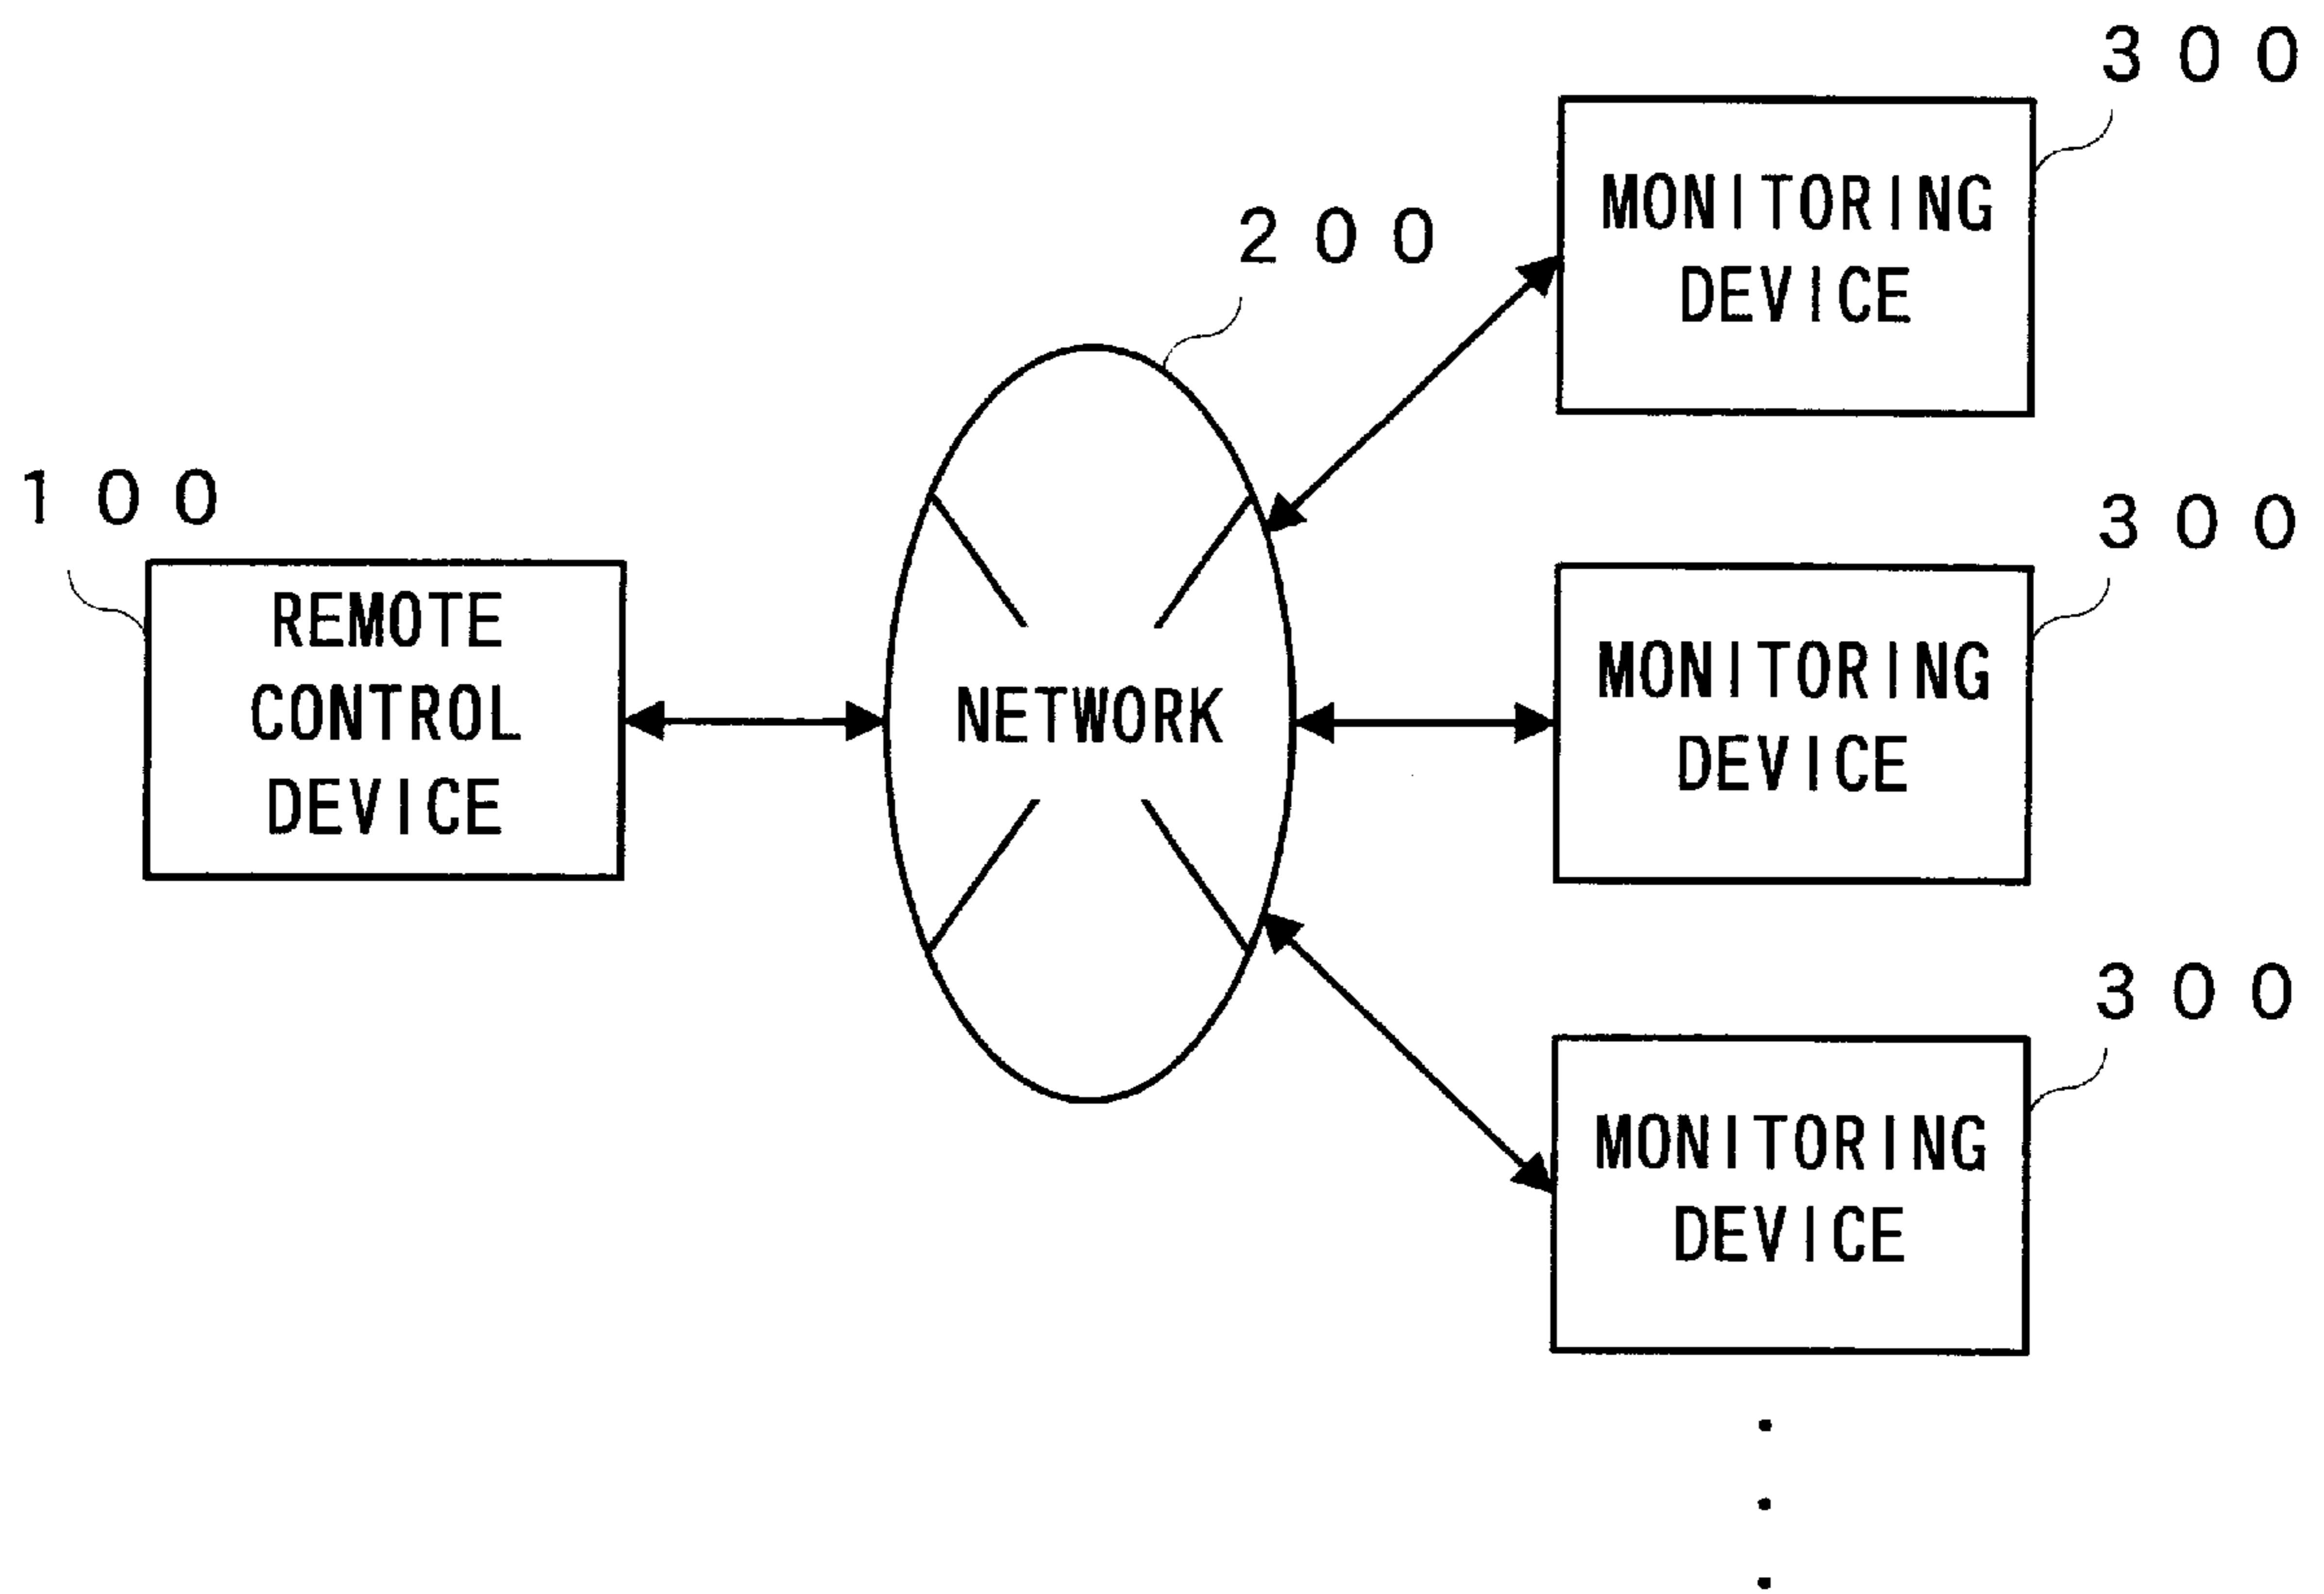 300
MONITORING
DEVICE
200
100
REMOTE
CONTROL
DEVICE
NETWORK
300
MONITORING
DEVICE
300
MONITORING
DEVICE